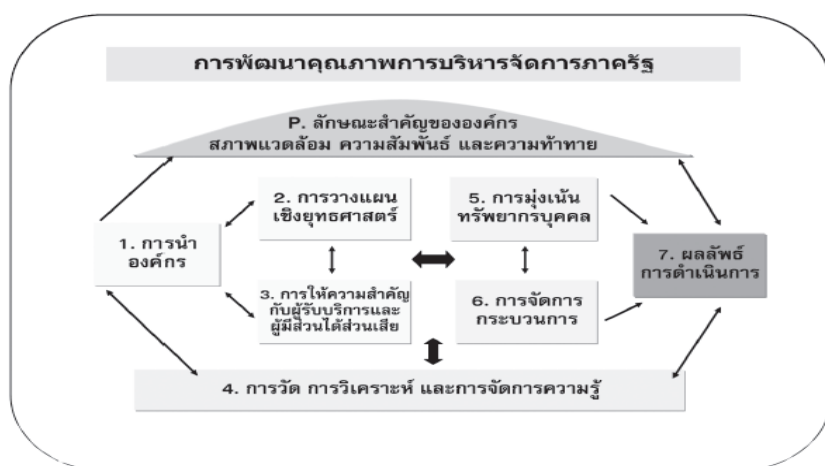 การพัฒนาคุณภาพการบริหารจัดการภาครัฐ
P. ลักษณะสำคัญขององค์กร
สภาพแวดล้อม ความสัมพันธ์ และความท้าทาย
1. การนำ
องค์กร
2. การวางแผน
เชิงยุทธศาสตร์
3. การให้ความสำคัญ
กับผู้รับบริการและ
ผู้มีส่วนได้ส่วนเสีย
5. การมุ่งเน้น
ทรัพยากรบุคคล
6. การจัดการ
กระบวนการ
7. ผลลัพธ์
การดำเนินการ
4. การวัด การวิเคราะห์ และการจัดการความรู้